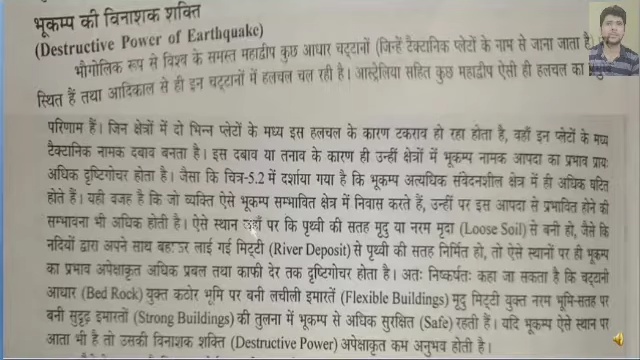 भूकम्प की विनाशक शक्ति
(Destructive Power of Earthquake)
भौगोलिक रूप से विश्व के समस्त महाद्वीप कुछ आधार चट्टानों (जिन्हें टैक्टानिक प्लेटों के नाम से जाना जाता है)
स्थित हैं तथा आदिकाल से ही इन चट्टानों में हलचल चल रही है। आस्ट्रेलिया सहित कुछ महाद्वीप ऐसी ही हलचल का
परिणाम हैं। जिन क्षेत्रों में दो भिन्न प्लेटों के मध्य इस हलचल के कारण टकराव हो रहा होता है, वहाँ इन प्लेटों के मध्य
टैक्टानिक नामक दबाव बनता है। इस दबाव या तनाव के कारण ही उन्हीं क्षेत्रों में भूकम्प नामक आपदा का प्रभाव प्रायः
अधिक दृष्टिगोचर होता है। जैसा कि चित्र-5.2 में दर्शाया गया है कि भूकम्प अत्यधिक संवेदनशील क्षेत्र में ही अधिक घटित
होते हैं। यही वजह है कि जो व्यक्ति ऐसे भूकम्प सम्भावित क्षेत्र में निवास करते हैं, उन्हीं पर इस आपदा से प्रभावित होने की
सम्भावना भी अधिक होती है। ऐसे स्थान जहाँ पर कि पृथ्वी की सतह मृदु या नरम मृदा (Loose Soil) से बनी हो, जैसे कि
नदियों द्वारा अपने साथ बहाकर लाई गई मिट्टी (River Deposit) से पृथ्वी की सतह निर्मित हो, तो ऐसे स्थानों पर ही भूकम्प
का प्रभाव अपेक्षाकृत अधिक प्रबल तथा काफी देर तक दृष्टिगोचर होता है। अतः निष्कर्षतः कहा जा सकता है कि चट्टानी
आधार (Bed Rock) युक्त कठोर भूमि पर बनी लचीली इमारतें (Flexible Buildings) मृदु मिट्टी युक्त नरम भूमि-सतह पर
बनी सुदृढ़ इमारतों (Strong Buildings) की तुलना में भूकम्प से अधिक सुरक्षित (Safe) रहती हैं। यदि भूकम्प ऐसे स्थान पर
आता भी है तो उसकी विनाशक शक्ति (Destructive Power) अपेक्षाकृत कम अनुभव होती है।